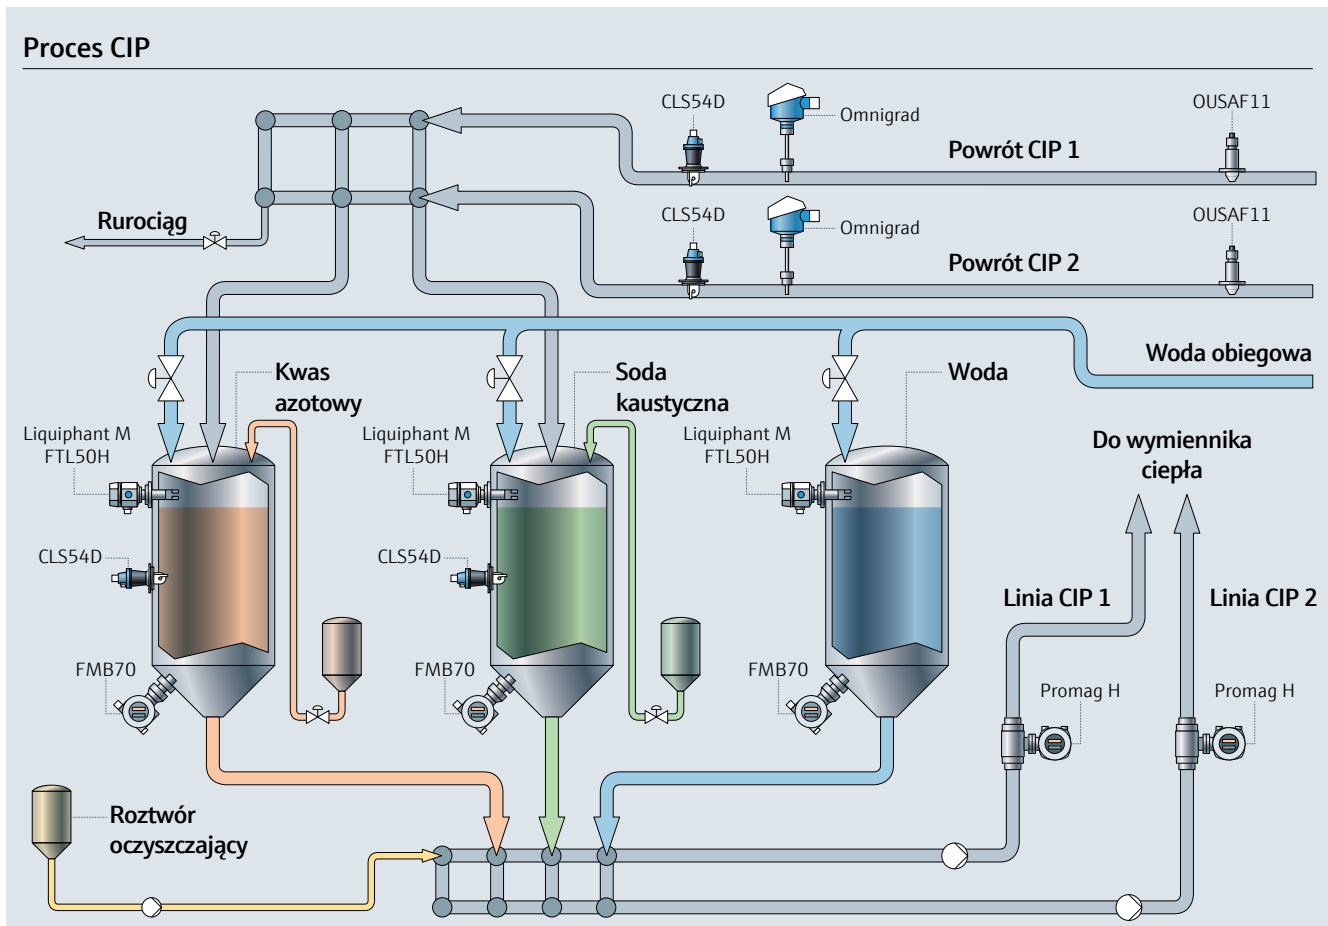 Proces CIP
CLS54D
Omnigrad
OUSAF11
Powrót CIP 1
Rurociąg
CLS54D
Omnigrad
OUSAF11
Powrót CIP 2
Woda obiegowa
Kwas
azotowy
Soda
kaustyczna
Woda
Liquiphant M
FTL50H
Liquiphant M
FTL50H
Liquiphant M
FTL50H
Do wymiennika
ciepła
CLS54D
CLS54D
Linia CIP 1
Linia CIP 2
FMB70
FMB70
FMB70
Promag H
Promag H
Roztwór
oczyszczający